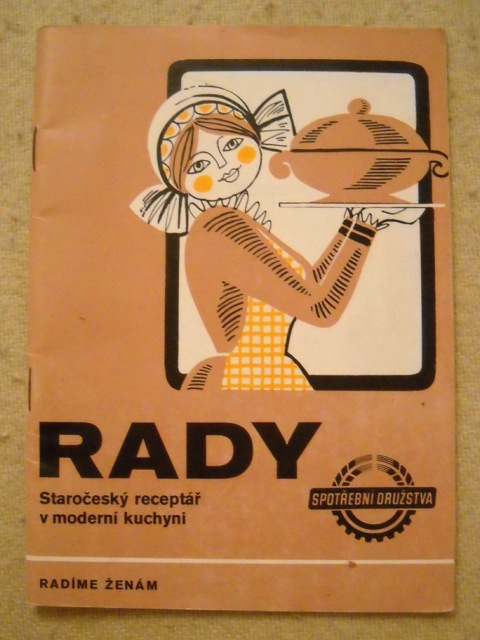 RADY
Staročeský receptář
v moderní kuchyni
SPOTŘEBNÍ DRUŽSTVA
RADÍME ŽENÁM